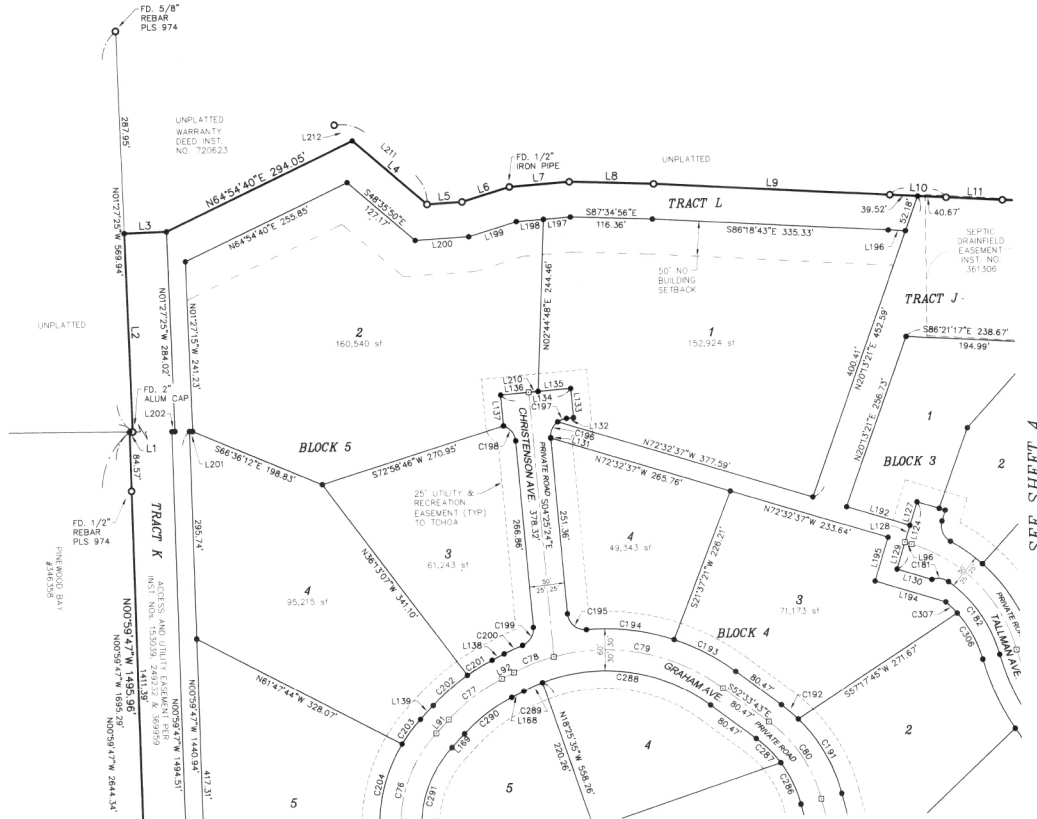 FD. 5/8"
REBAR
PLS 974
287.95'
UNPLATTED
WARRANTY
DEED INST.
NO. 720623
L212
L211
L4
FD. 1/2"
IRON PIPE
UNPLATTED
L5
L6
L7
L8
L9
L10
L11
TRACT L
39.52'
52.18'
40.67'
N01°27'25"W 569.94'
L3
N64°54'40"E 294.05'
N64°54'40"E 255.85'
S48°35'50"E
127.17'
L200
L199
L198
L197
S87°34'56"E
116.36'
S86°18'43"E 335.33'
L196
SEPTIC
DRAINFIELD
EASEMENT
INST. NO.
361306
50' NO
BUILDING
SETBACK
TRACT J
UNPLATTED
L2
N01°27'25"W 284.02'
N01°27'15"W 241.23'
2
160,540 sf
N02°44'48"E 244.46'
1
152,924 sf
400.41'
N20°13'21"E 452.59'
S86°21'17"E 238.67'
194.99'
N20°13'21"E 256.73'
FD. 2"
ALUM CAP
L202
L1
L201
84.57'
L210
L136
L135
L134
L133
C197
L132
L137
C196
L131
C198
1
BLOCK 3
2
SEE SHEET 4
BLOCK 5
S66°36'12"E 198.83'
S72°58'46"W 270.95'
CHRISTENSON AVE.
PRIVATE ROAD S04°25'24"E
378.32'
N72°32'37"W 377.59'
N72°32'37"W 265.76'
N72°32'37"W 233.64'
25' UTILITY &
RECREATION
EASEMENT (TYP)
TO TCHOA
266.86'
251.36'
L192
L128
L127
L124
L96
C181
L129
L130
L195
L194
FD. 1/2"
REBAR
PLS 974
TRACT K
295.74'
PINEWOOD BAY
#346358
ACCESS AND UTILITY EASEMENT PER
INST NOs. 153039, 249232 & 369959
N36°13'07"W 341.10'
3
61,243 sf
4
49,343 sf
S21°37'21"W 226.21'
3
71,173 sf
4
95,215 sf
50'
25' 25'
25' 25'
C307
C306
C182
PRIVATE ROAD
TALLMAN AVE.
C195
C199
C200
L138
C194
BLOCK 4
C201
60'
30' 30'
C193
C202
L92
C78
C79
L139
C77
GRAHAM AVE.
S52°33'43"E
80.47'
80.47'
80.47'
C192
PRIVATE ROAD
S57°17'45"W 271.67'
N00°59'47"W 1495.96'
1411.39'
N00°59'47"W 1695.29'
N00°59'47"W 2644.34'
N00°59'47"W 1494.51'
N00°59'47"W 1440.94'
417.31'
N61°47'44"W 328.07'
C203
L91
C290
C289
L168
L169
C288
C287
C80
C191
C286
C204
C76
C291
N18°25'35"W 558.26'
220.26'
4
5
5
2